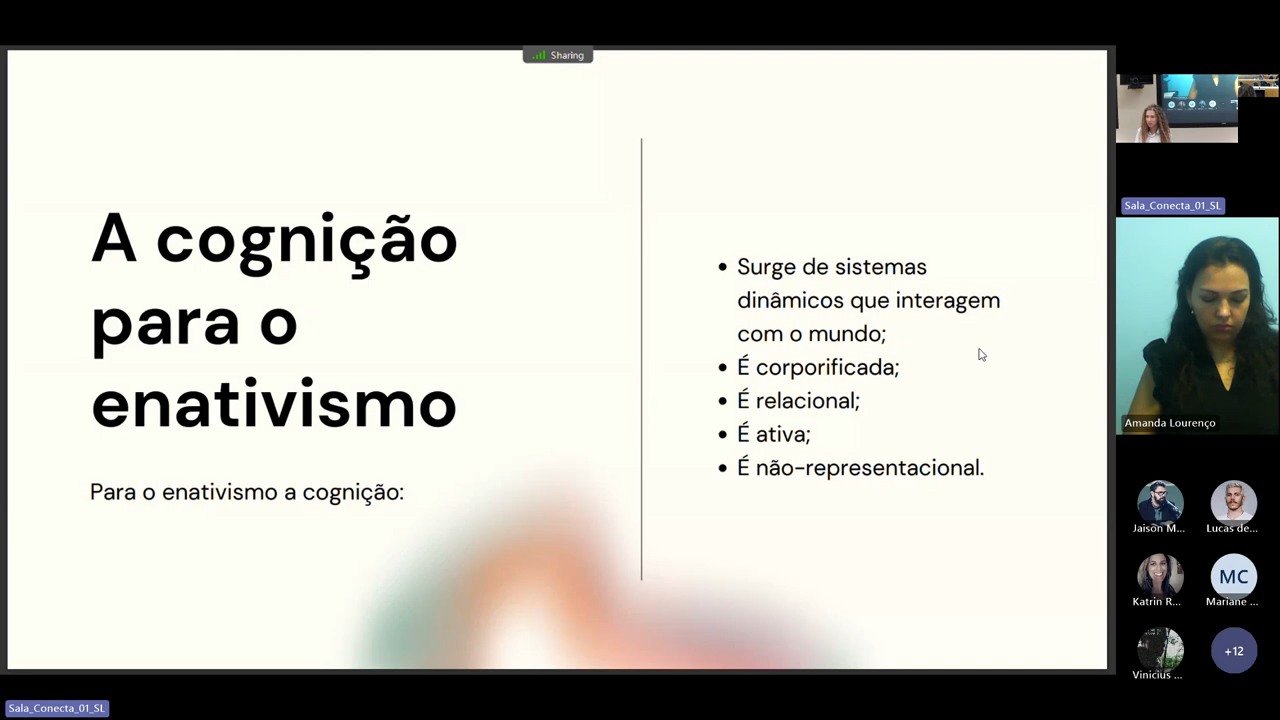 Sharing
A cognição
para o
enativismo
Para o enativismo a cognição:
• Surge de sistemas
dinâmicos que interagem
com o mundo;
• É corporificada;
• É relacional;
• É ativa;
• É não-representacional.
Sala_Conecta_01_SL
Amanda Lourenço
Jaison M...
Lucas de...
Katrin R...
MC
Mariane ...
Vinicius ...
+12
Sala_Conecta_01_SL